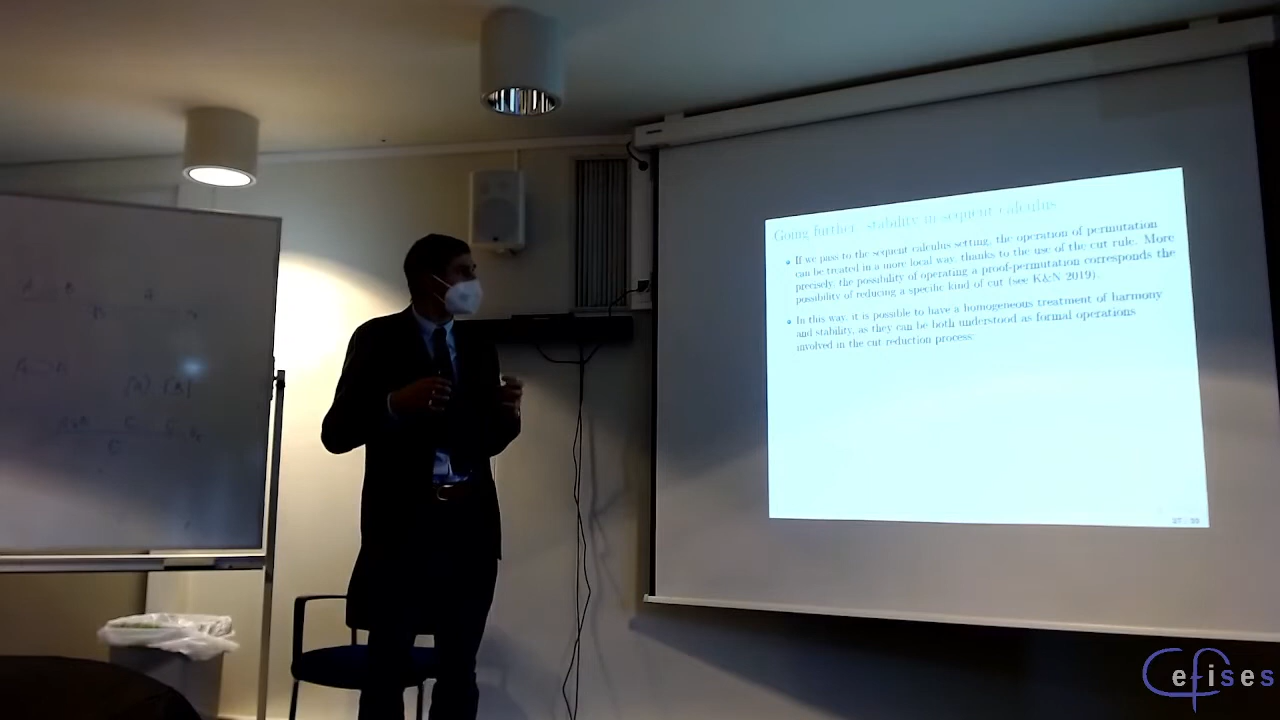 Going further: stability in sequent calculus
If we pass to the sequent calculus setting, the operation of permutation
can be treated in a more local way, thanks to the use of the cut rule. More
precisely, the possibility of operating a proof-permutation corresponds the
possibility of reducing a specific kind of cut (see K&N 2019).
In this way, it is possible to have a homogeneous treatment of harmony
and stability, as they can be both understood as formal operations
involved in the cut reduction process.
efises